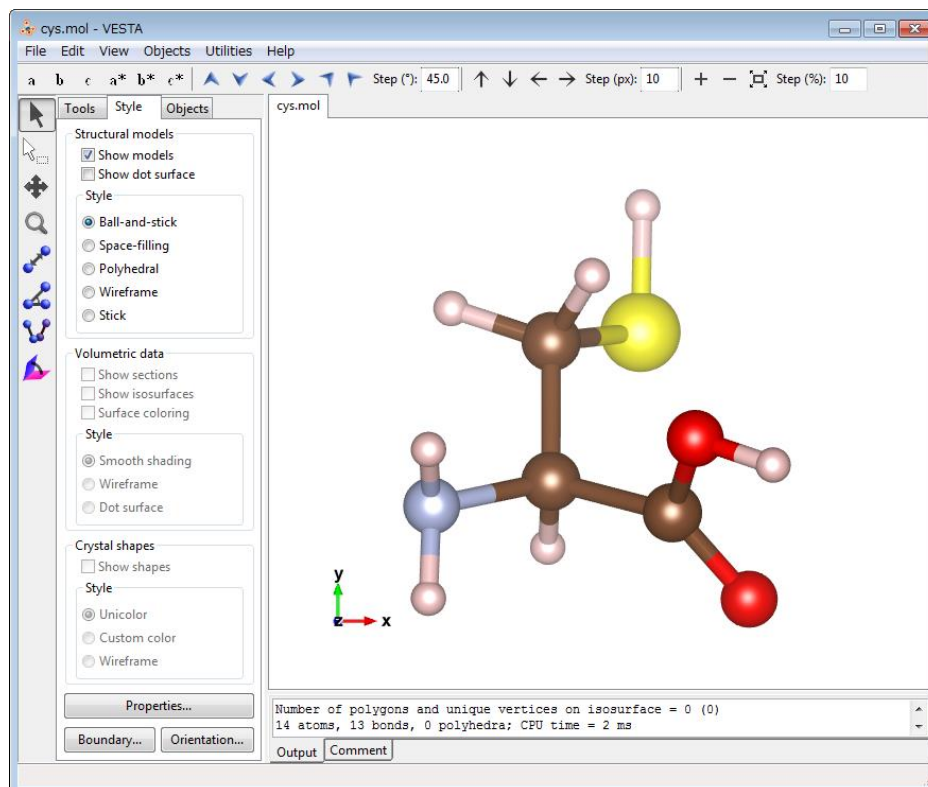 cys.mol - VESTA
File Edit View Objects Utilities Help
a b c a* b* c* Step (°): 45.0 Step (px): 10 Step (%): 10
Tools Style Objects
cys.mol
Structural models
Show models
Show dot surface
Style
Ball-and-stick
Space-filling
Polyhedral
Wireframe
Stick
Volumetric data
Show sections
Show isosurfaces
Surface coloring
Style
Smooth shading
Wireframe
Dot surface
Crystal shapes
Show shapes
Style
Unicolor
Custom color
Wireframe
Properties...
Boundary... Orientation...
y
z x
Number of polygons and unique vertices on isosurface = 0 (0)
14 atoms, 13 bonds, 0 polyhedra; CPU time = 2 ms
Output Comment